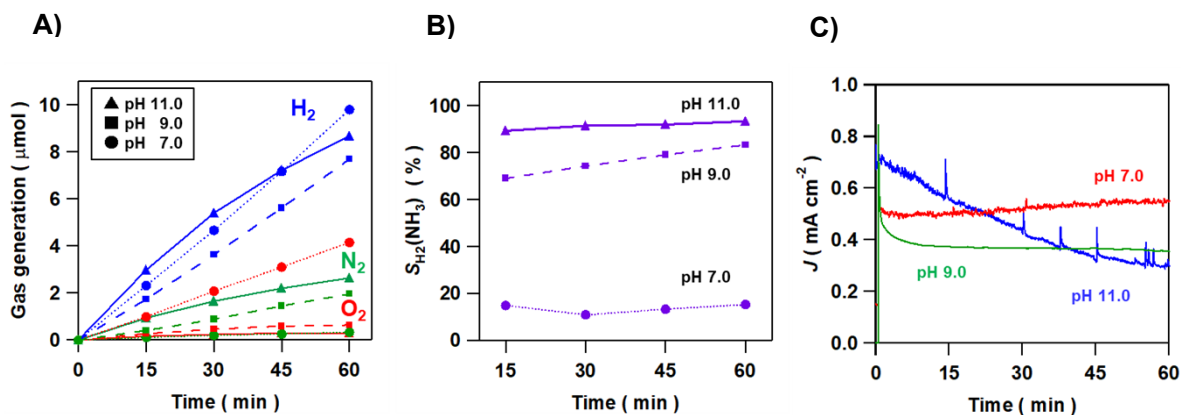 A)
Gas generation ( μmol )
10
8
6
4
2
0
pH 11.0
pH 9.0
pH 7.0
H2
N2
O2
0 15 30 45 60
Time ( min )
B)
SH2(NH3) ( % )
100
80
60
40
20
0
pH 11.0
pH 9.0
pH 7.0
15 30 45 60
Time ( min )
C)
J ( mA cm-2 )
1.0
0.8
0.6
0.4
0.2
0.0
pH 7.0
pH 9.0
pH 11.0
0 15 30 45 60
Time ( min )